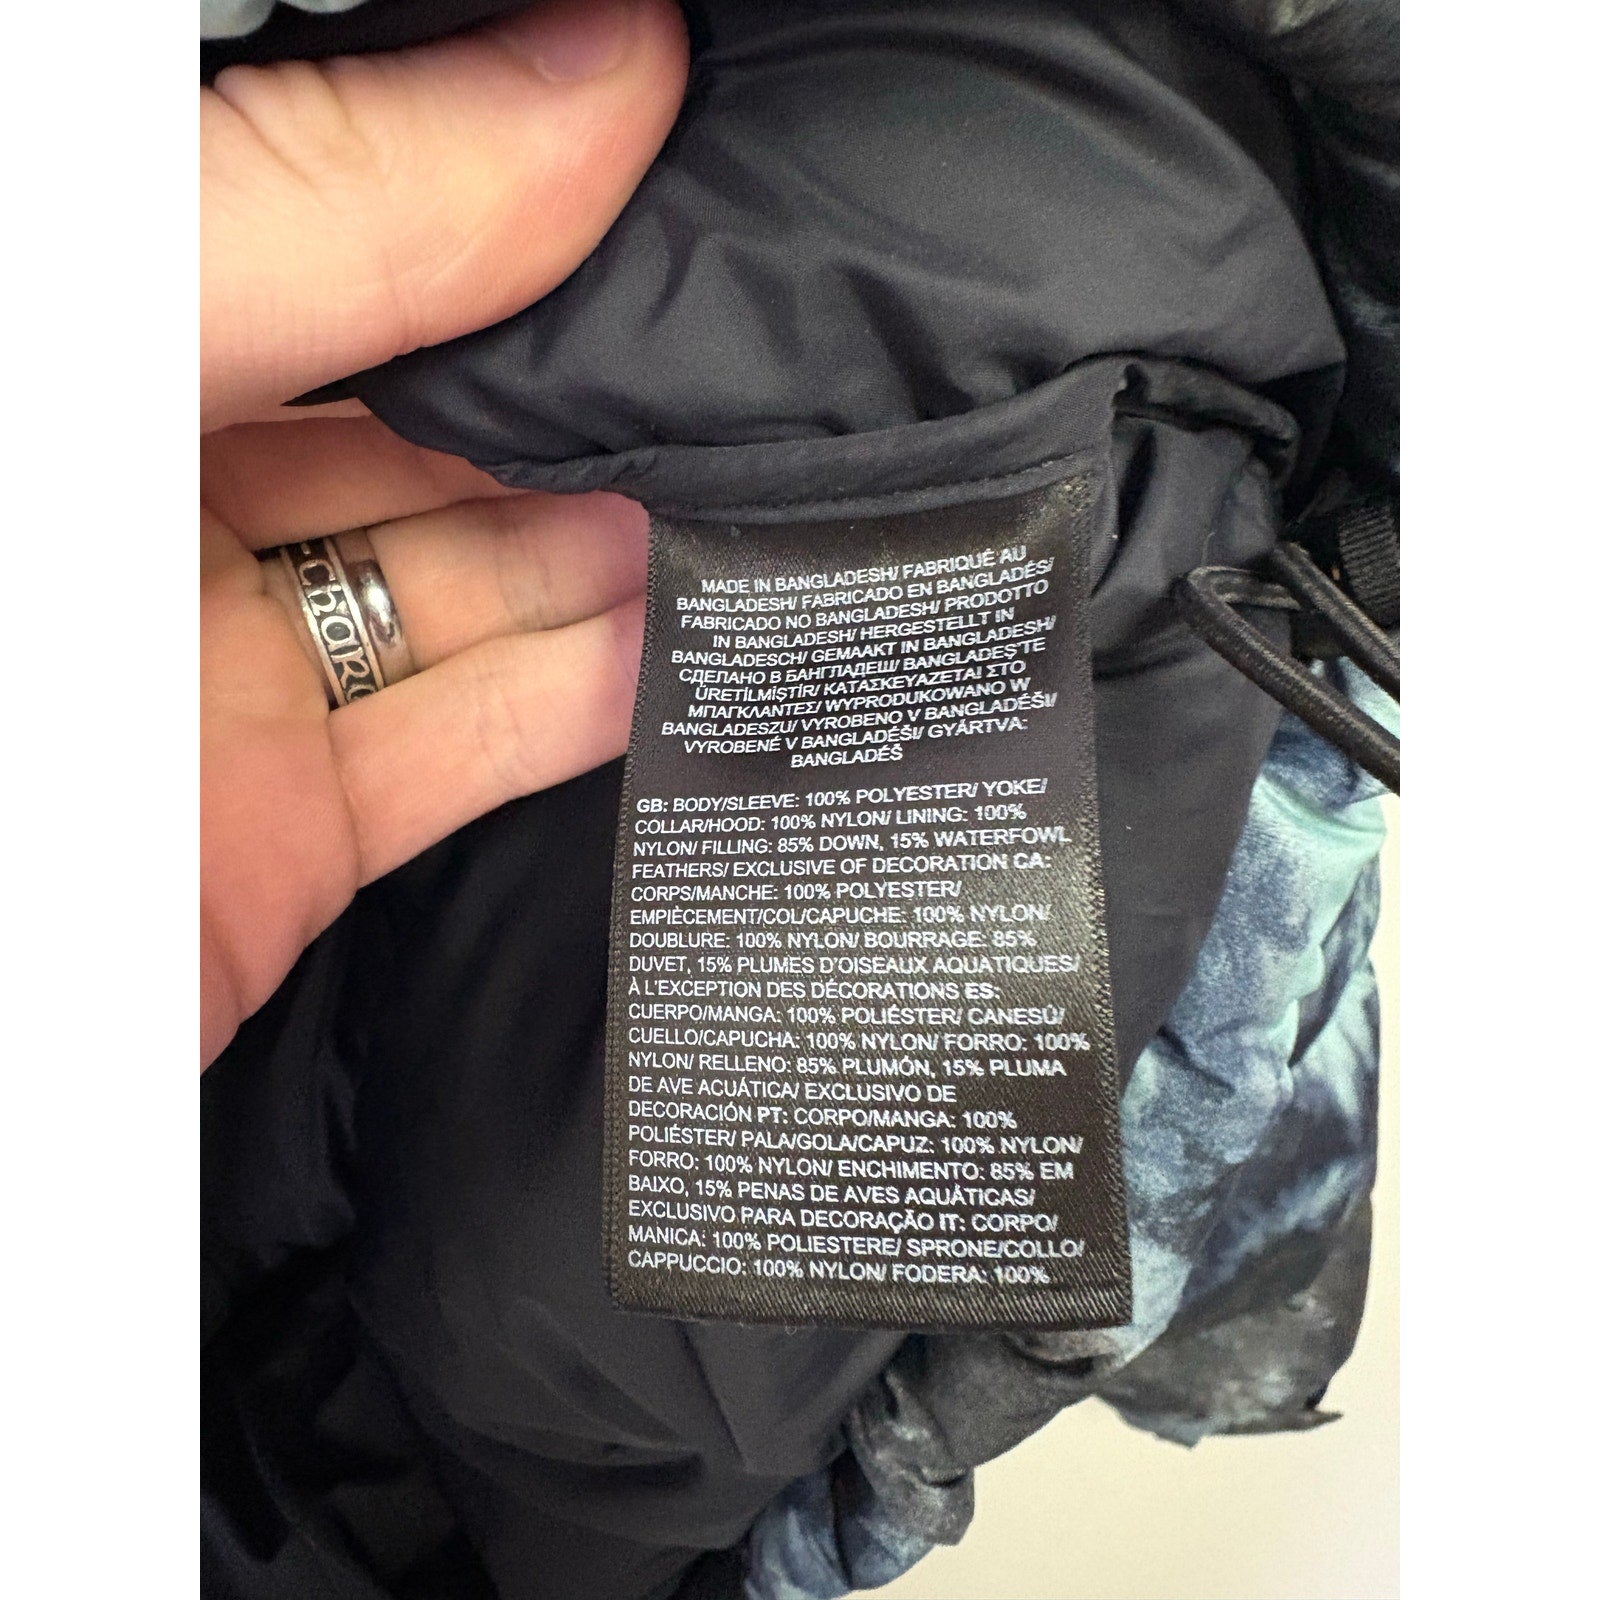 charo
MADE IN BANGLADESH/ FABRIQUÉ AU
BANGLADESH/ FABRICADO EN BANGLADÉS/
FABRICADO NO BANGLADESH/ PRODOTTO
IN BANGLADESH/ HERGESTELLT IN
BANGLADESCH/ GEMAAKT IN BANGLADESH/
СДЕЛАНО В БАНГЛАДЕШ/ BANGLADEŞ'TE
ÜRETİLMİŞTİR/ ΚΑΤΑΣΚΕΥΑΖΕΤΑΙ ΣΤΟ
ΜΠΑΓΚΛΑΝΤΕΣ/ WYPRODUKOWANO W
BANGLADESZU/ VYROBENO V BANGLADÉŠI/
VYROBENÉ V BANGLADÉŠI/ GYÁRTVA:
BANGLADÉŠ
GB: BODY/SLEEVE: 100% POLYESTER/ YOKE/
COLLAR/HOOD: 100% NYLON/ LINING: 100%
NYLON/ FILLING: 85% DOWN, 15% WATERFOWL
FEATHERS/ EXCLUSIVE OF DECORATION CA:
CORPS/MANCHE: 100% POLYESTER/
EMPIÈCEMENT/COL/CAPUCHE: 100% NYLON/
DOUBLURE: 100% NYLON/ BOURRAGE: 85%
DUVET, 15% PLUMES D'OISEAUX AQUATIQUES/
À L'EXCEPTION DES DÉCORATIONS ES:
CUERPO/MANGA: 100% POLIÉSTER/ CANESÚ/
CUELLO/CAPUCHA: 100% NYLON/ FORRO: 100%
NYLON/ RELLENO: 85% PLUMÓN, 15% PLUMA
DE AVE ACUÁTICA/ EXCLUSIVO DE
DECORACIÓN PT: CORPO/MANGA: 100%
POLIÉSTER/ PALA/GOLA/CAPUZ: 100% NYLON/
FORRO: 100% NYLON/ ENCHIMENTO: 85% EM
BAIXO, 15% PENAS DE AVES AQUÁTICAS/
EXCLUSIVO PARA DECORAÇÃO IT: CORPO/
MANICA: 100% POLIESTERE/ SPRONE/COLLO/
CAPPUCCIO: 100% NYLON/ FODERA: 100%